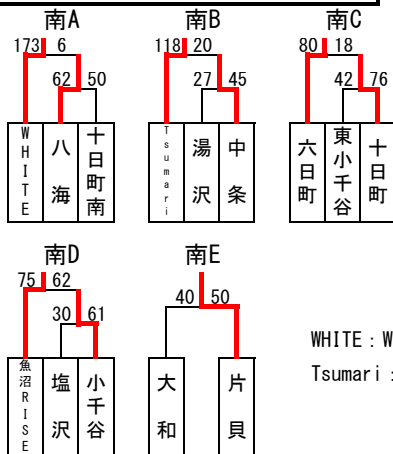 南A 南B 南C
173 6 118 20 80 18
62 50 27 45 42 76
WHITE 八海 十日町南 Tsumari 湯沢 中条 六日町 東小千谷 十日町
南D 南E
75 62
40 50
30 61
WHITE：W
Tsumari：
魚沼RISE 塩沢 小千谷 大和 片貝